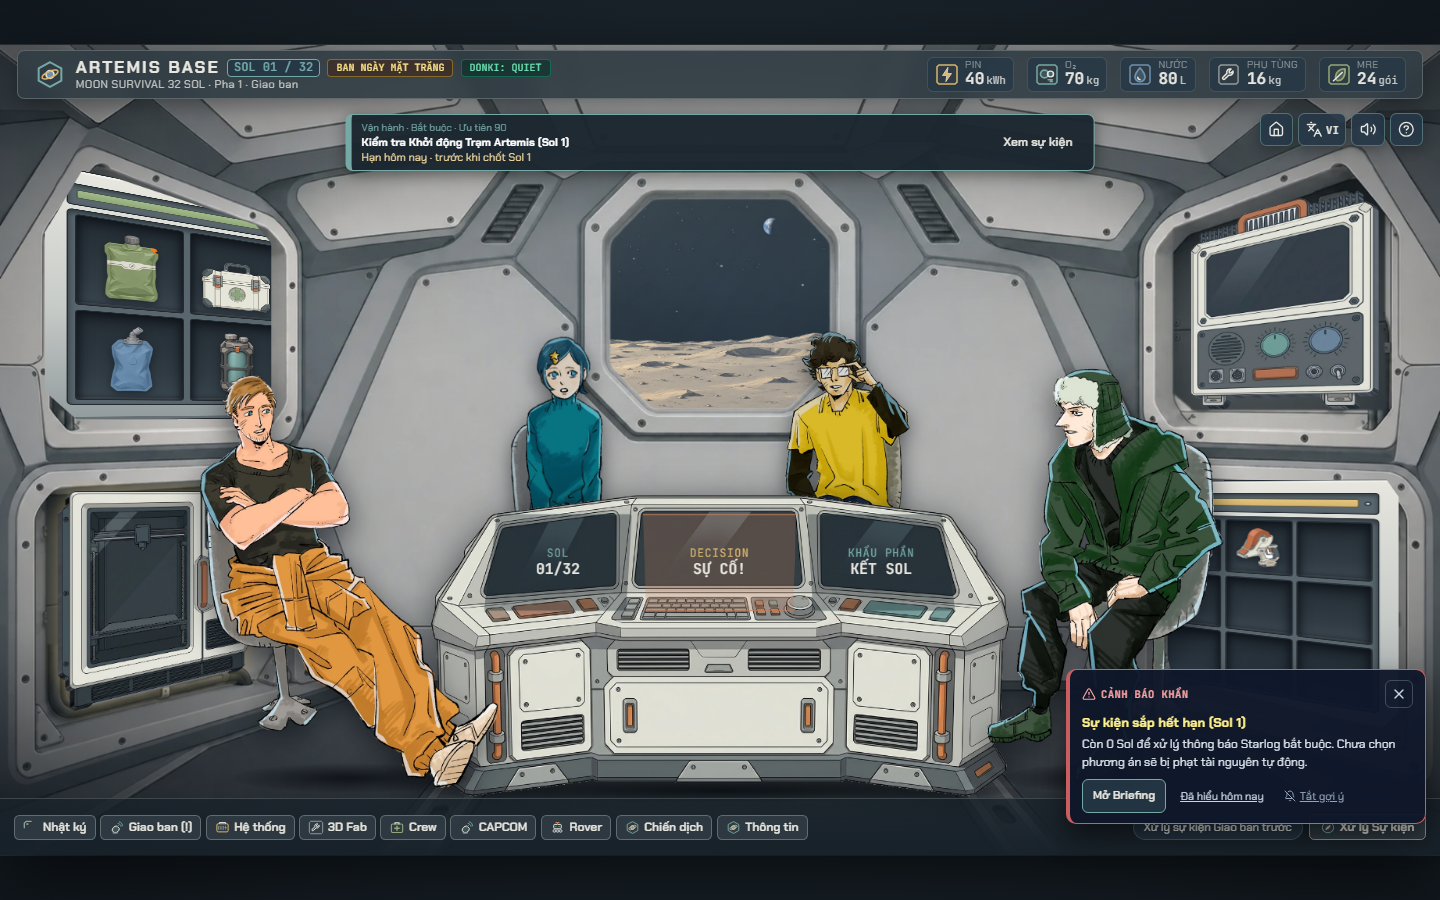 ARTEMIS BASE
SOL 01 / 32
BAN NGÀY MẶT TRĂNG
DONKI: QUIET
MOON SURVIVAL 32 SOL · Pha 1 · Giao ban
PIN
40 kWh
O₂
70 kg
NƯỚC
80 L
PHỤ TÙNG
16 kg
MRE
24 gói
Vận hành · Bắt buộc · Ưu tiên 90
Kiểm tra Khởi động Trạm Artemis (Sol 1)
Hạn hôm nay · trước khi chốt Sol 1
Xem sự kiện
VI
SOL
01/32
DECISION
SỰ CỐ!
KHẨU PHẦN
KẾT SOL
CẢNH BÁO KHẨN
Sự kiện sắp hết hạn (Sol 1)
Còn 0 Sol để xử lý thông báo Starlog bắt buộc. Chưa chọn
phương án sẽ bị phạt tài nguyên tự động.
Mở Briefing
Đã hiểu hôm nay
Tắt gợi ý
Nhật ký
Giao ban (!)
Hệ thống
3D Fab
Crew
CAPCOM
Rover
Chiến dịch
Thông tin
Xử lý sự kiện Giao ban trước
Xử lý Sự kiện